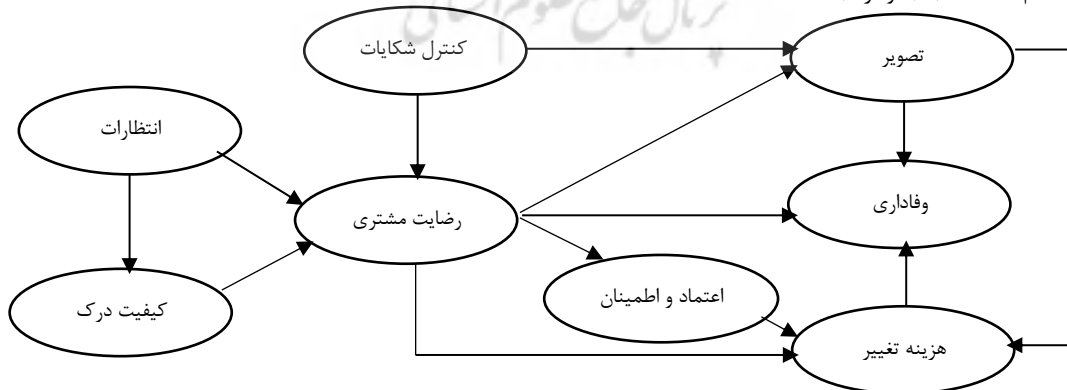 کنترل شکایات
تصویر
انتظارات
وفاداری
رضایت مشتری
اعتماد و اطمینان
کیفیت درک
هزینه تغییر